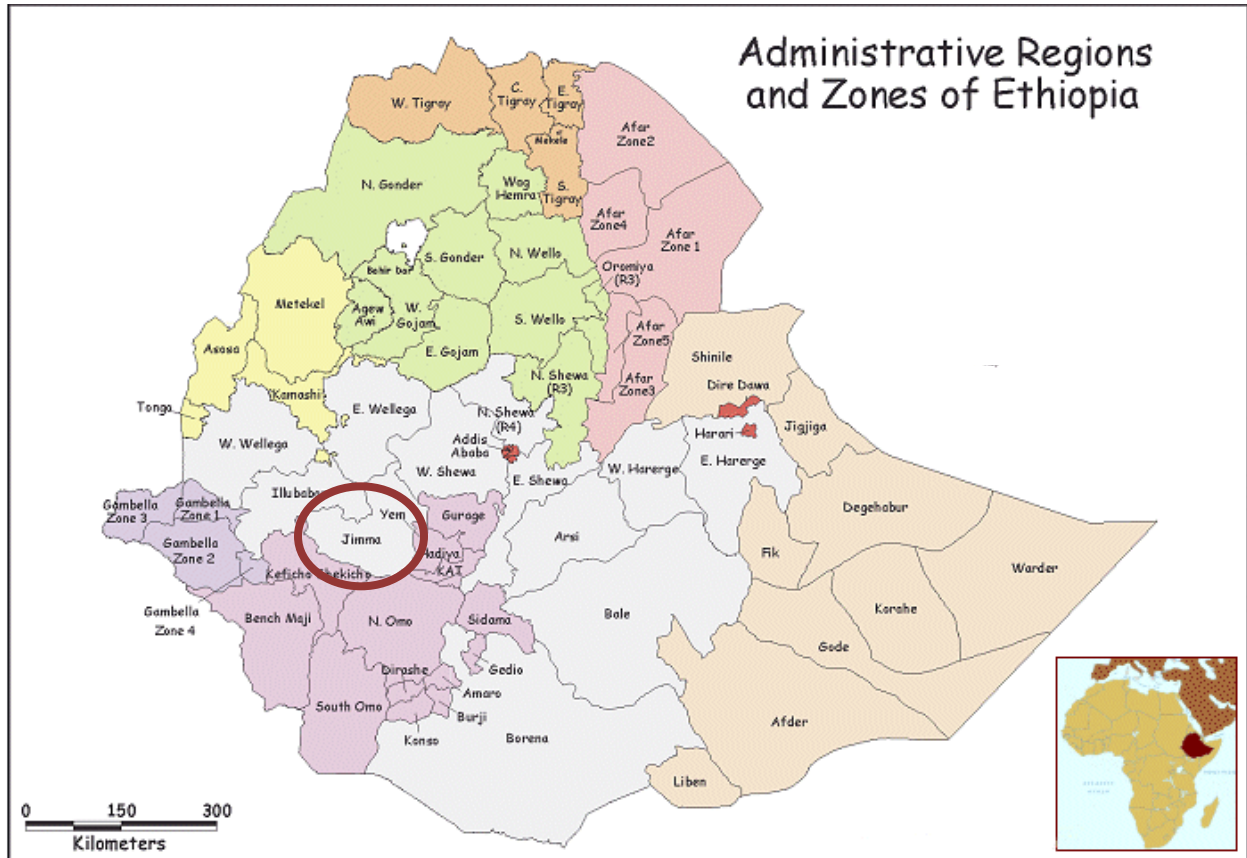 Administrative Regions
and Zones of Ethiopia
W. Tigray
C.
Tigray
E.
Tigray
Mekele
S.
Tigray
Afar
Zone2
N. Gonder
Wag
Hemra
Afar
Zone4
Afar
Zone 1
S. Gonder
N. Wello
Oromiya
(R3)
Bahir dar
Metekel
Agew
Awi
W.
Gojam
S. Wello
Afar
Zone5
Asosa
E. Gojam
Shinile
N. Shewa
(R3)
Afar
Zone3
Dire Dawa
Kamashi
Tonga
E. Wellega
N. Shewa
(R4)
Jigjiga
Harari
W. Wellega
Addis
Ababa
E. Harerge
W. Shewa
W. Harerge
E. Shewa
Illubabor
Gambella
Zone 3
Gambella
Zone 1
Yem
Gurage
Degehabur
Jimma
Arsi
Gambella
Zone 2
Hadiya
Fik
KAT
Keficho Shekicho
Warder
Gambella
Zone 4
Bench Maji
N. Omo
Sidama
Bale
Korahe
Gode
Dirashe
Gedio
Amaro
South Omo
Burji
Konso
Borena
Afder
Liben
0 150 300
Kilometers